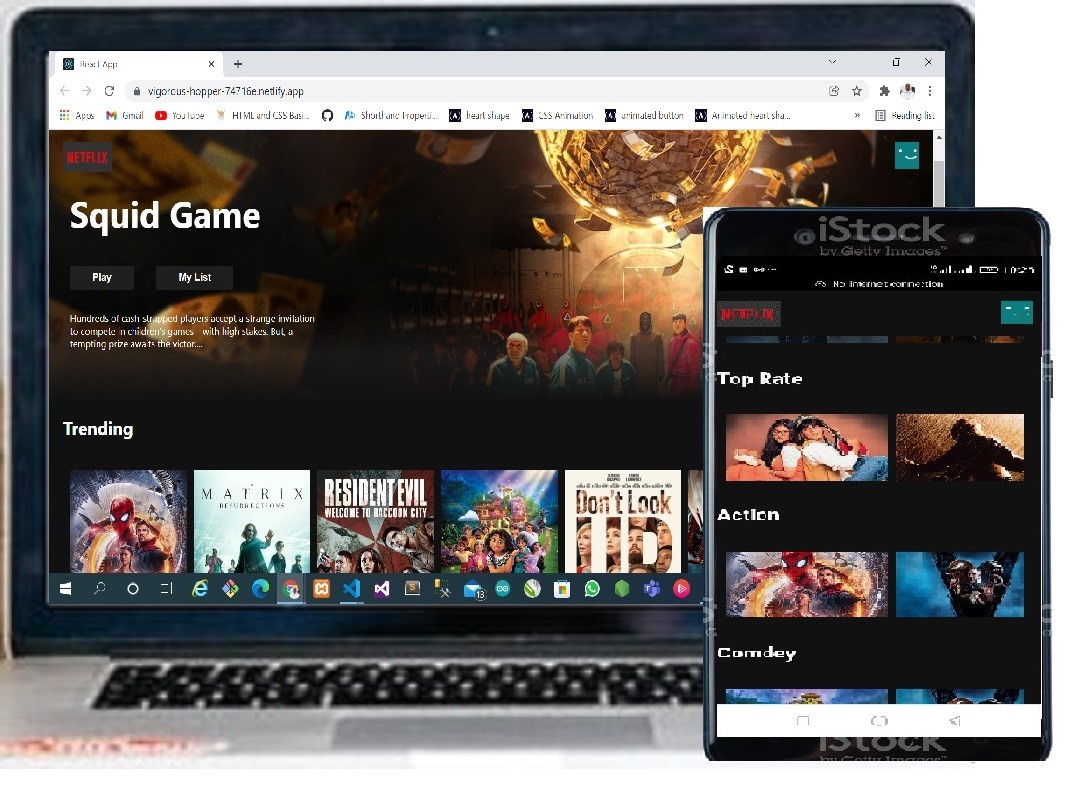 React App
vigorous-hopper-74716e.netlify.app
Apps Gmail YouTube HTML and CSS Basi... Shorthand Properti... heart shape CSS Animation animated button Animated heart sha... » Reading list
NETFLIX
Squid Game
Play My List
Hundreds of cash-strapped players accept a strange invitation
to compete in children's games—with high stakes. But, a
tempting prize awaits the victor....
Trending
MATRIX
RESURRECTIONS
RESIDENT EVIL
WELCOME TO RACCOON CITY
Don't Look
UP
13
iStock
by Getty Images™
No internet connection
NETFLIX
Top Rate
Action
Comdey
iStock
by Getty Images™